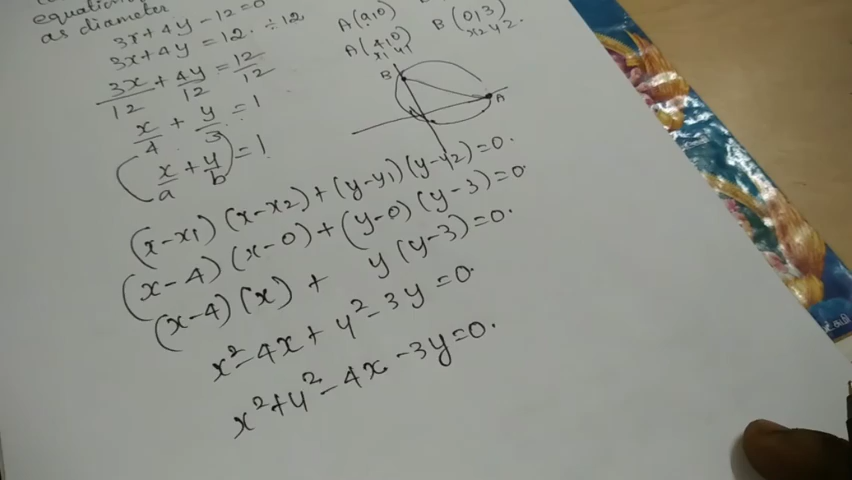 equation
as diameter
3x+4y-12=0
3x+4y=12. ÷12
3x/12 + 4y/12 = 12/12
x/4 + y/3 = 1
(x/a + y/b) = 1
A(a,0)
A(4,0) B(0,3)
x1 y1 x2 y2.
B
A
(x-x1)(x-x2)+(y-y1)(y-y2)=0.
(x-4)(x-0)+(y-0)(y-3)=0
(x-4)(x) + y(y-3)=0.
x²-4x+y²-3y=0.
x²+y²-4x-3y=0.